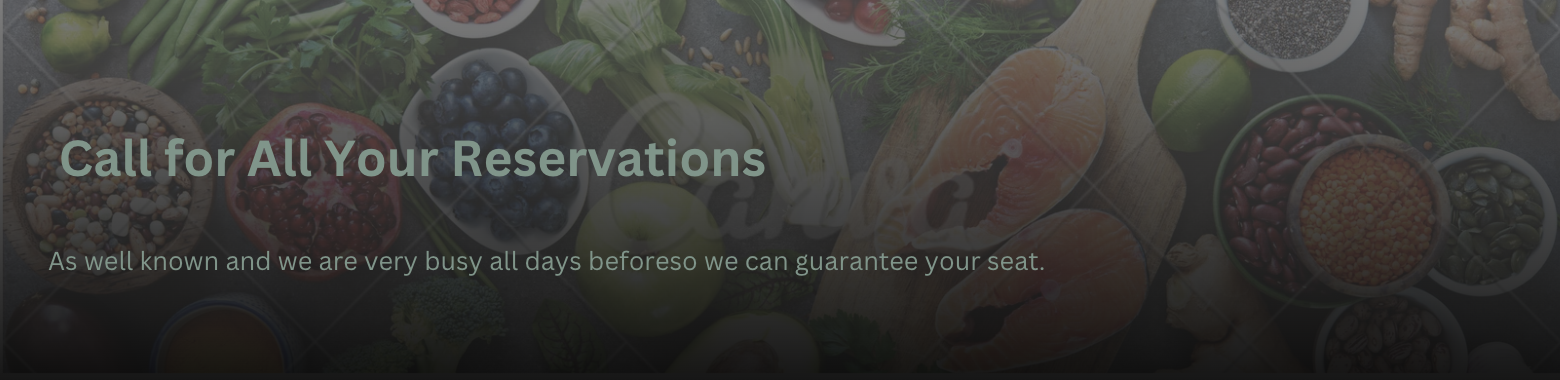 Call for All Your Reservations
Canva
As well known and we are very busy all days beforeso we can guarantee your seat.